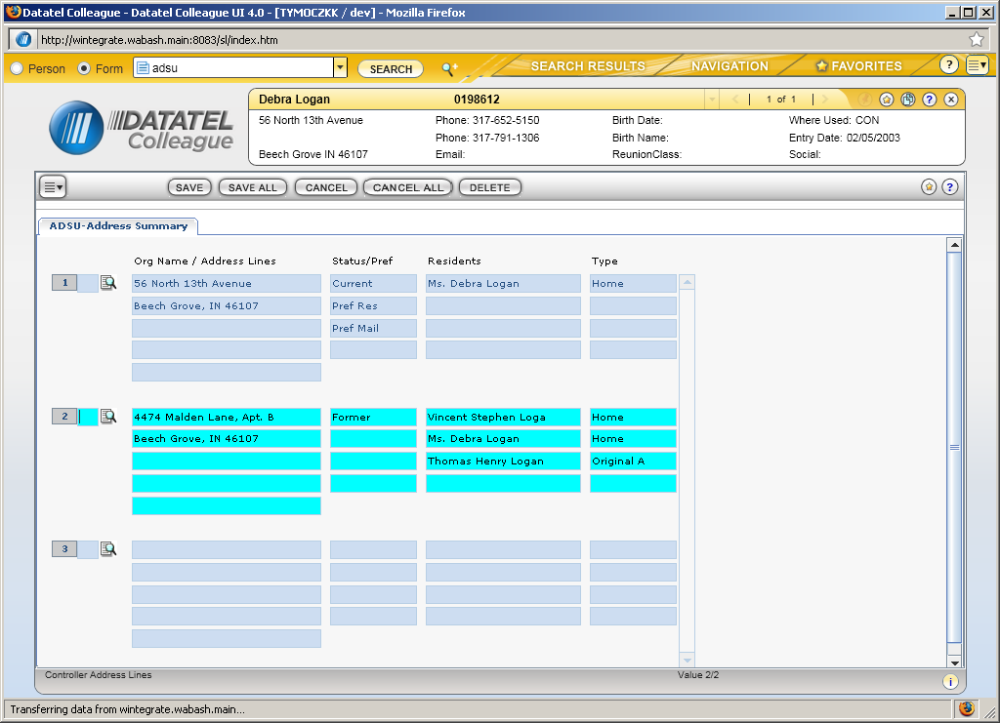 Datatel Colleague - Datatel Colleague UI 4.0 - [TYMOCZKK / dev] - Mozilla Firefox
http://wintegrate.wabash.main:8083/sl/index.htm
Person Form adsu SEARCH SEARCH RESULTS NAVIGATION FAVORITES ?
DATATEL
Colleague
Debra Logan 0198612 1 of 1 ?
56 North 13th Avenue Phone: 317-652-5150 Birth Date: Where Used: CON
Phone: 317-791-1306 Birth Name: Entry Date: 02/05/2003
Beech Grove IN 46107 Email: ReunionClass: Social:
SAVE SAVE ALL CANCEL CANCEL ALL DELETE ?
ADSU-Address Summary
Org Name / Address Lines Status/Pref Residents Type
1 56 North 13th Avenue Current Ms. Debra Logan Home
Beech Grove, IN 46107 Pref Res
Pref Mail
2 4474 Malden Lane, Apt. B Former Vincent Stephen Loga Home
Beech Grove, IN 46107 Ms. Debra Logan Home
Thomas Henry Logan Original A
3
Controller Address Lines Value 2/2
i
Transferring data from wintegrate.wabash.main...